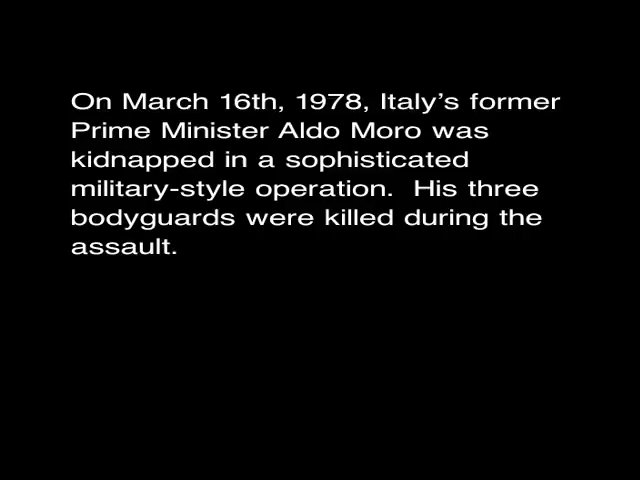 On March 16th, 1978, Italy’s former
Prime Minister Aldo Moro was
kidnapped in a sophisticated
military-style operation.  His three
bodyguards were killed during the
assault.